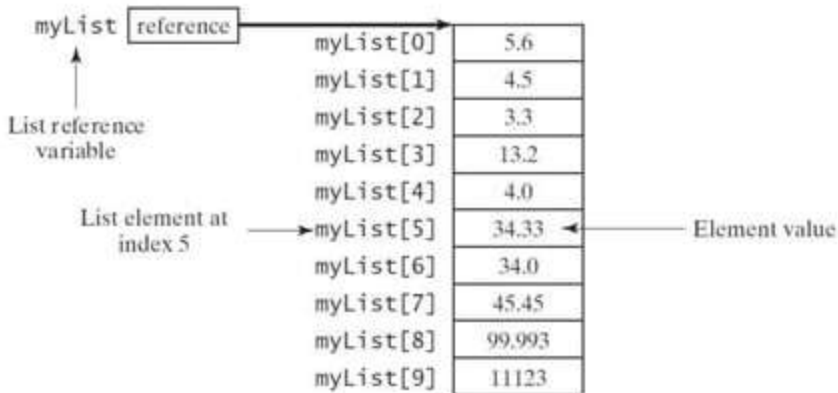 myList reference
myList[0] 5.6
myList[1] 4.5
myList[2] 3.3
List reference
variable
myList[3] 13.2
myList[4] 4.0
List element at
index 5
myList[5] 34.33 Element value
myList[6] 34.0
myList[7] 45.45
myList[8] 99.993
myList[9] 11123